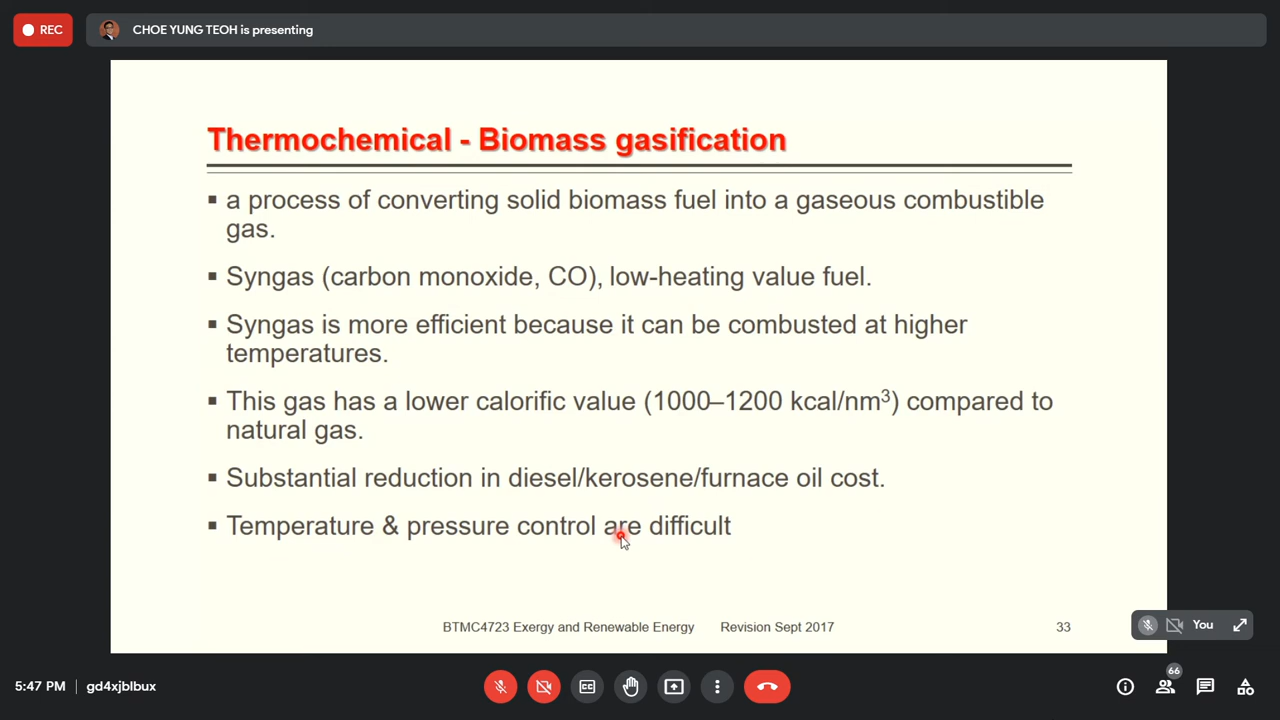 REC
CHOE YUNG TEOH is presenting
Thermochemical - Biomass gasification
▪ a process of converting solid biomass fuel into a gaseous combustible
gas.
▪ Syngas (carbon monoxide, CO), low-heating value fuel.
▪ Syngas is more efficient because it can be combusted at higher
temperatures.
▪ This gas has a lower calorific value (1000–1200 kcal/nm³) compared to
natural gas.
▪ Substantial reduction in diesel/kerosene/furnace oil cost.
▪ Temperature & pressure control are difficult
BTMC4723 Exergy and Renewable Energy Revision Sept 2017 33
You
5:47 PM | gd4xjblbux
66